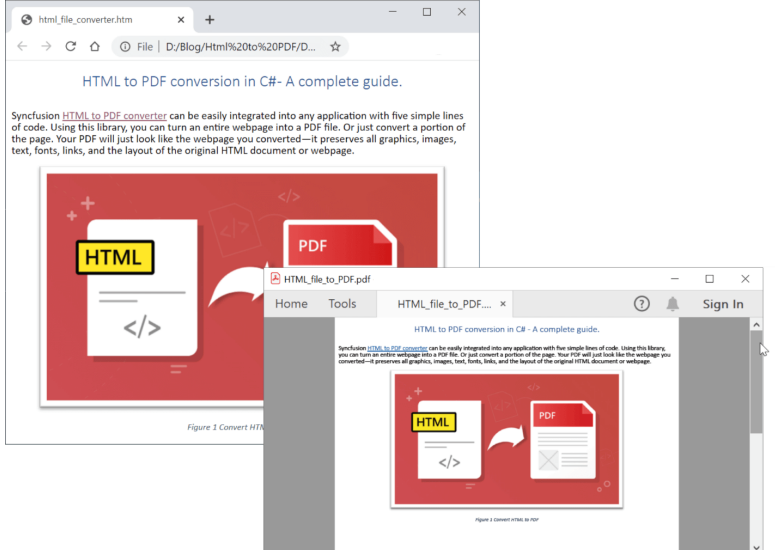 html_file_converter.htm
File D:/Blog/Html%20to%20PDF/D...
HTML to PDF conversion in C#- A complete guide.
Syncfusion HTML to PDF converter can be easily integrated into any application with five simple lines
of code. Using this library, you can turn an entire webpage into a PDF file. Or just convert a portion of
the page. Your PDF will just look like the webpage you converted—it preserves all graphics, images,
text, fonts, links, and the layout of the original HTML document or webpage.
HTML
</>
</>
</>
PDF
Figure 1 Convert HTM
HTML_file_to_PDF.pdf
Home Tools HTML_file_to_PDF.... × ? Sign In
HTML to PDF conversion in C# - A complete guide.
Syncfusion HTML to PDF converter can be easily integrated into any application with five simple lines of code. Using this library,
you can turn an entire webpage into a PDF file. Or just convert a portion of the page. Your PDF will just look like the webpage you
converted—it preserves all graphics, images, text, fonts, links, and the layout of the original HTML document or webpage.
HTML
</>
</>
PDF
Figure 1 Convert HTML to PDF